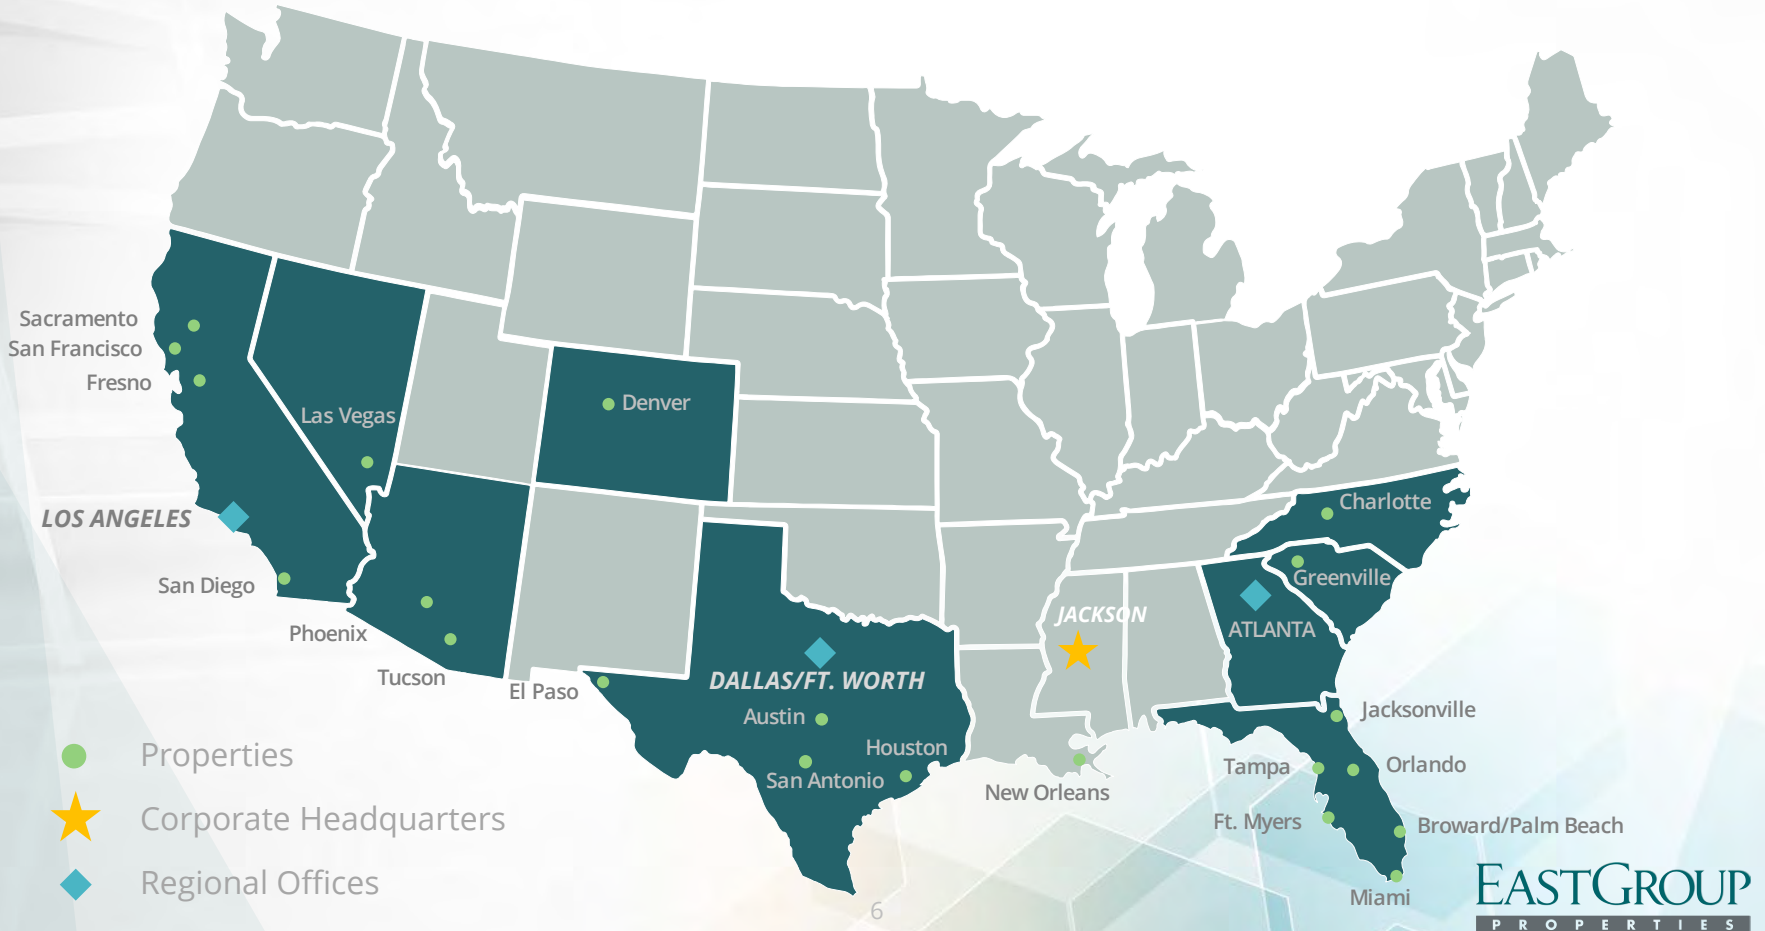 Sacramento
San Francisco
Fresno
Las Vegas
Denver
LOS ANGELES
Charlotte
San Diego
Greenville
Phoenix
JACKSON
ATLANTA
Tucson
El Paso
DALLAS/FT. WORTH
Austin
Jacksonville
Houston
San Antonio
New Orleans
Tampa
Orlando
Ft. Myers
Broward/Palm Beach
Miami
Properties
Corporate Headquarters
Regional Offices
6
EASTGROUP
PROPERTIES